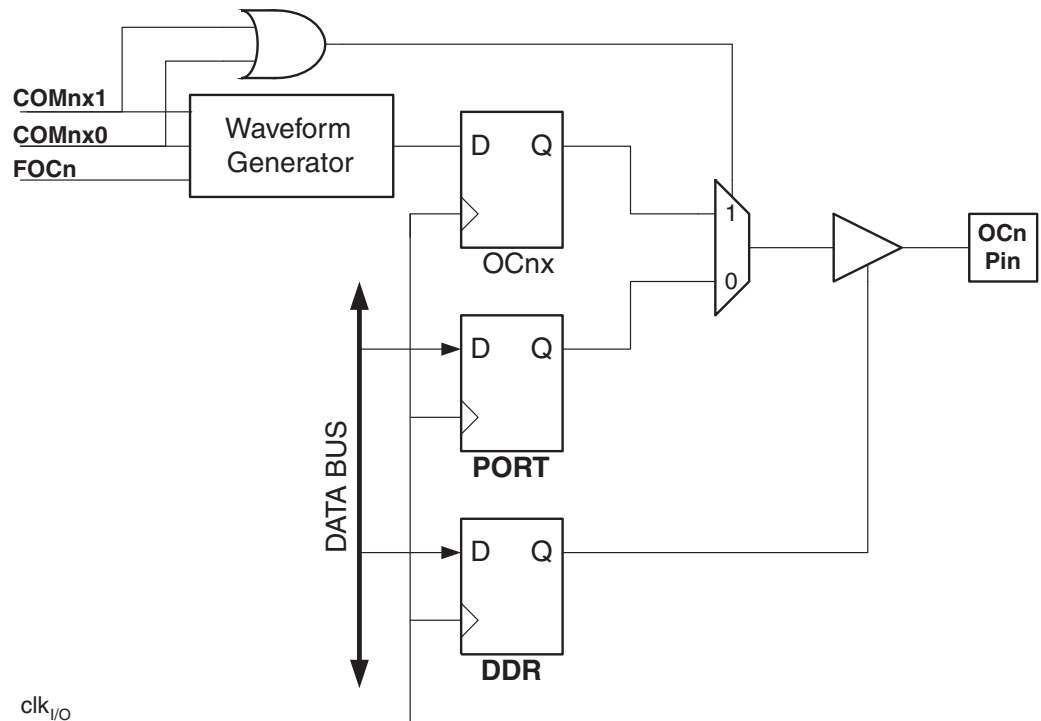 COMnx1
COMnx0
FOCn
Waveform
Generator
D Q
OCnx
1
0
OCn
Pin
D Q
PORT
DATA BUS
D Q
DDR
clkI/O